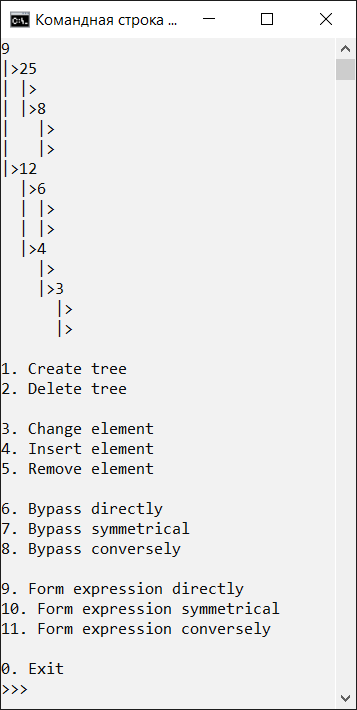 Командная строка ...
9
|>25
| |>
| |>8
|   |>
|   |>
|>12
  |>6
  | |>
  | |>
  |>4
    |>
    |>3
      |>
      |>
1. Create tree
2. Delete tree
3. Change element
4. Insert element
5. Remove element
6. Bypass directly
7. Bypass symmetrical
8. Bypass conversely
9. Form expression directly
10. Form expression symmetrical
11. Form expression conversely
0. Exit
>>>